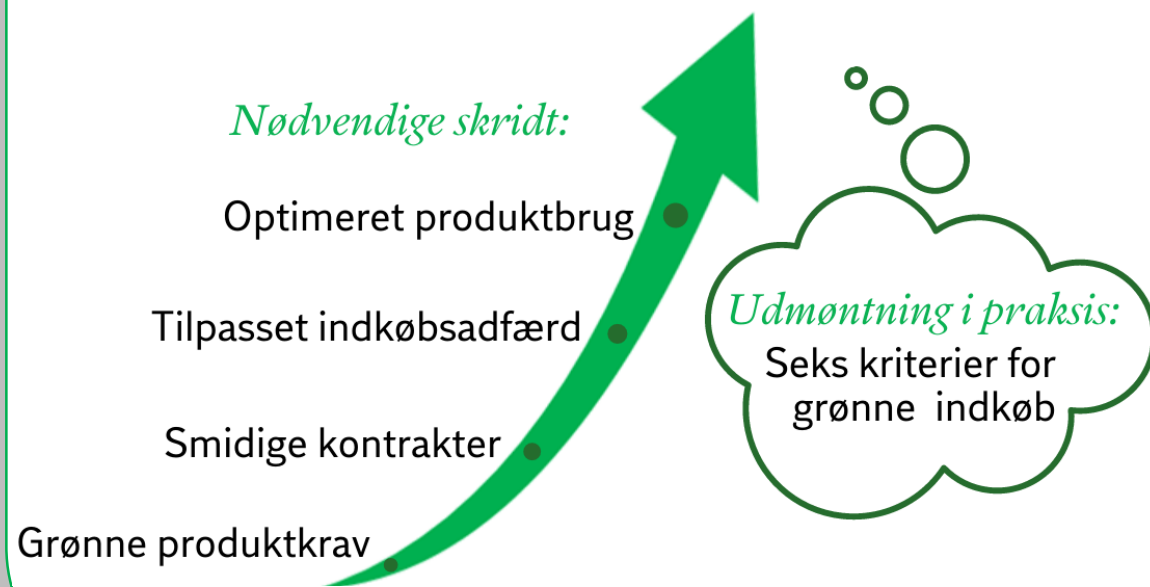 Nødvendige skridt:
Optimeret produktbrug
Tilpasset indkøbsadfærd
Smidige kontrakter
Grønne produktkrav
Udmøntning i praksis:
Seks kriterier for
grønne indkøb